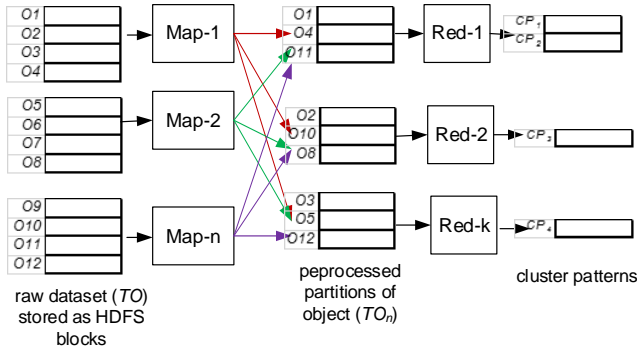 O1
O2
O3
O4
Map-1
O1
O4
O11
Red-1
CP1
CP2
O5
O6
O7
O8
Map-2
O2
O10
O8
Red-2
CP3
O9
O10
O11
O12
Map-n
O3
O5
O12
Red-k
CP4
raw dataset (TO)
stored as HDFS
blocks
peprocessed
partitions of
object (TOn)
cluster patterns